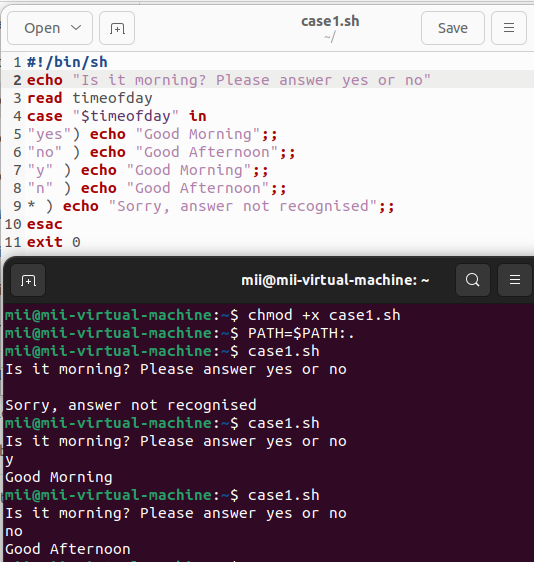 Open
case1.sh
~/
Save
1 #!/bin/sh
2 echo "Is it morning? Please answer yes or no"
3 read timeofday
4 case "$timeofday" in
5 "yes") echo "Good Morning";;
6 "no" ) echo "Good Afternoon";;
7 "y" ) echo "Good Morning";;
8 "n" ) echo "Good Afternoon";;
9 * ) echo "Sorry, answer not recognised";;
10 esac
11 exit 0
mii@mii-virtual-machine: ~
mii@mii-virtual-machine:~$ chmod +x case1.sh
mii@mii-virtual-machine:~$ PATH=$PATH:.
mii@mii-virtual-machine:~$ case1.sh
Is it morning? Please answer yes or no
Sorry, answer not recognised
mii@mii-virtual-machine:~$ case1.sh
Is it morning? Please answer yes or no
y
Good Morning
mii@mii-virtual-machine:~$ case1.sh
Is it morning? Please answer yes or no
no
Good Afternoon